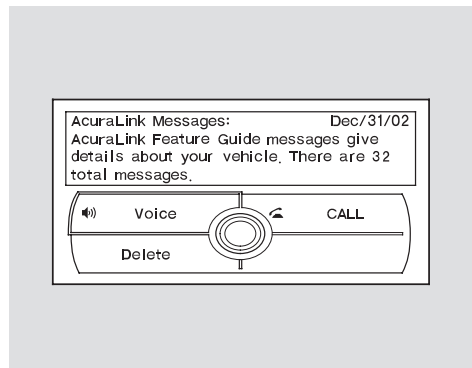 AcuraLink Messages: Dec/31/02
AcuraLink Feature Guide messages give
details about your vehicle. There are 32
total messages.
Voice CALL
Delete